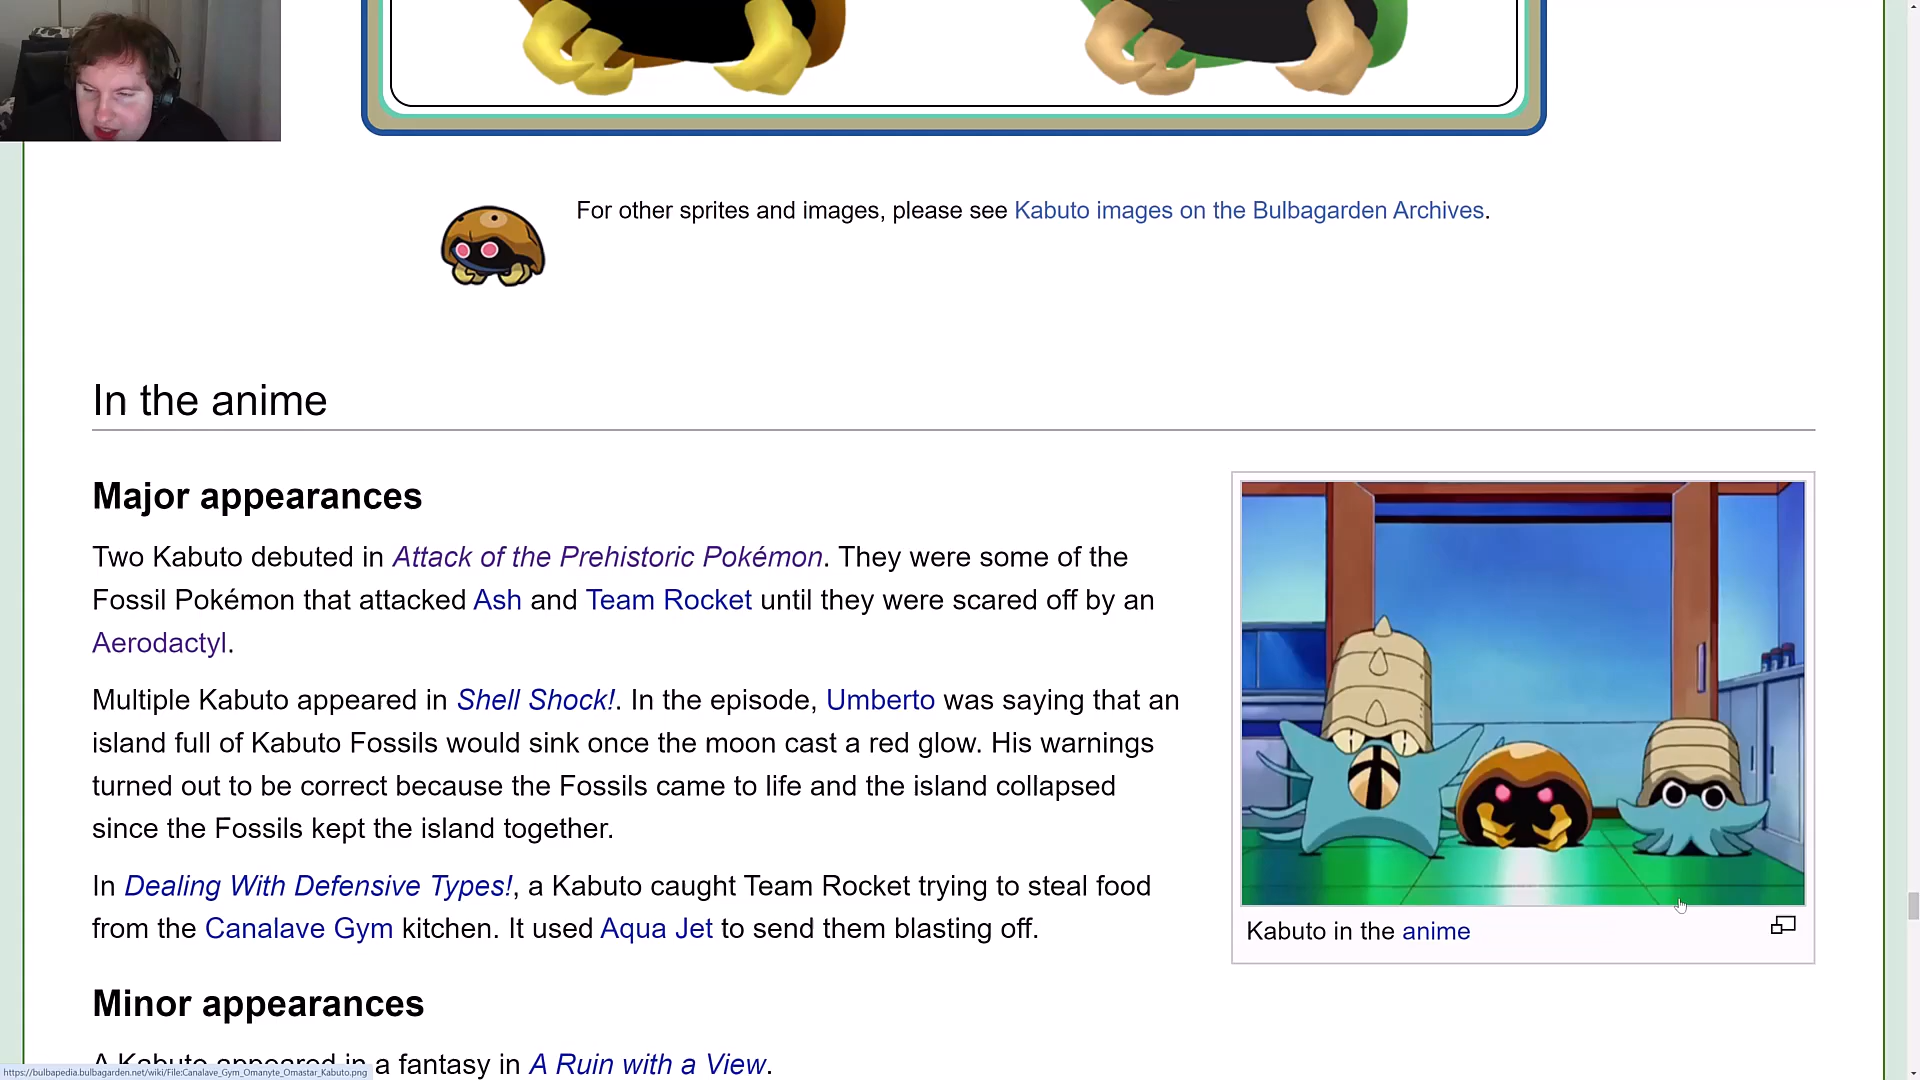 For other sprites and images, please see Kabuto images on the Bulbagarden Archives.
In the anime
Major appearances
Two Kabuto debuted in Attack of the Prehistoric Pokémon. They were some of the
Fossil Pokémon that attacked Ash and Team Rocket until they were scared off by an
Aerodactyl.
Multiple Kabuto appeared in Shell Shock!. In the episode, Umberto was saying that an
island full of Kabuto Fossils would sink once the moon cast a red glow. His warnings
turned out to be correct because the Fossils came to life and the island collapsed
since the Fossils kept the island together.
In Dealing With Defensive Types!, a Kabuto caught Team Rocket trying to steal food
from the Canalave Gym kitchen. It used Aqua Jet to send them blasting off.
Kabuto in the anime
Minor appearances
A Kabuto appeared in a fantasy in A Ruin with a View.
https://bulbapedia.bulbagarden.net/wiki/File:Canalave_Gym_Omanyte_Omastar_Kabuto.png